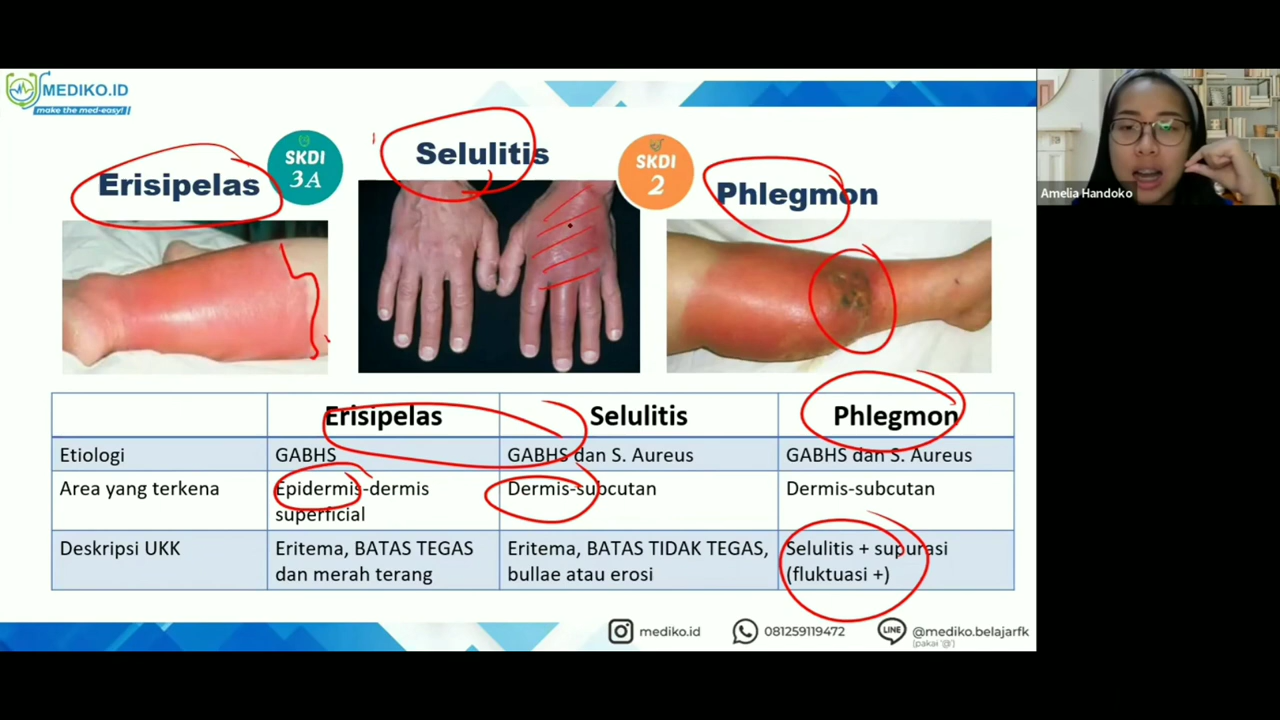 MEDIKO.ID
make the med-easy!
Erisipelas
SKDI
3A
Selulitis
SKDI
2
Phlegmon
Amelia Handoko
Erisipelas Selulitis Phlegmon
Etiologi GABHS GABHS dan S. Aureus GABHS dan S. Aureus
Area yang terkena Epidermis-dermis Dermis-subcutan Dermis-subcutan
superficial
Deskripsi UKK Eritema, BATAS TEGAS Eritema, BATAS TIDAK TEGAS, Selulitis + supurasi
dan merah terang bullae atau erosi (fluktuasi +)
mediko.id 081259119472 @mediko.belajarfk
(pakai '@')